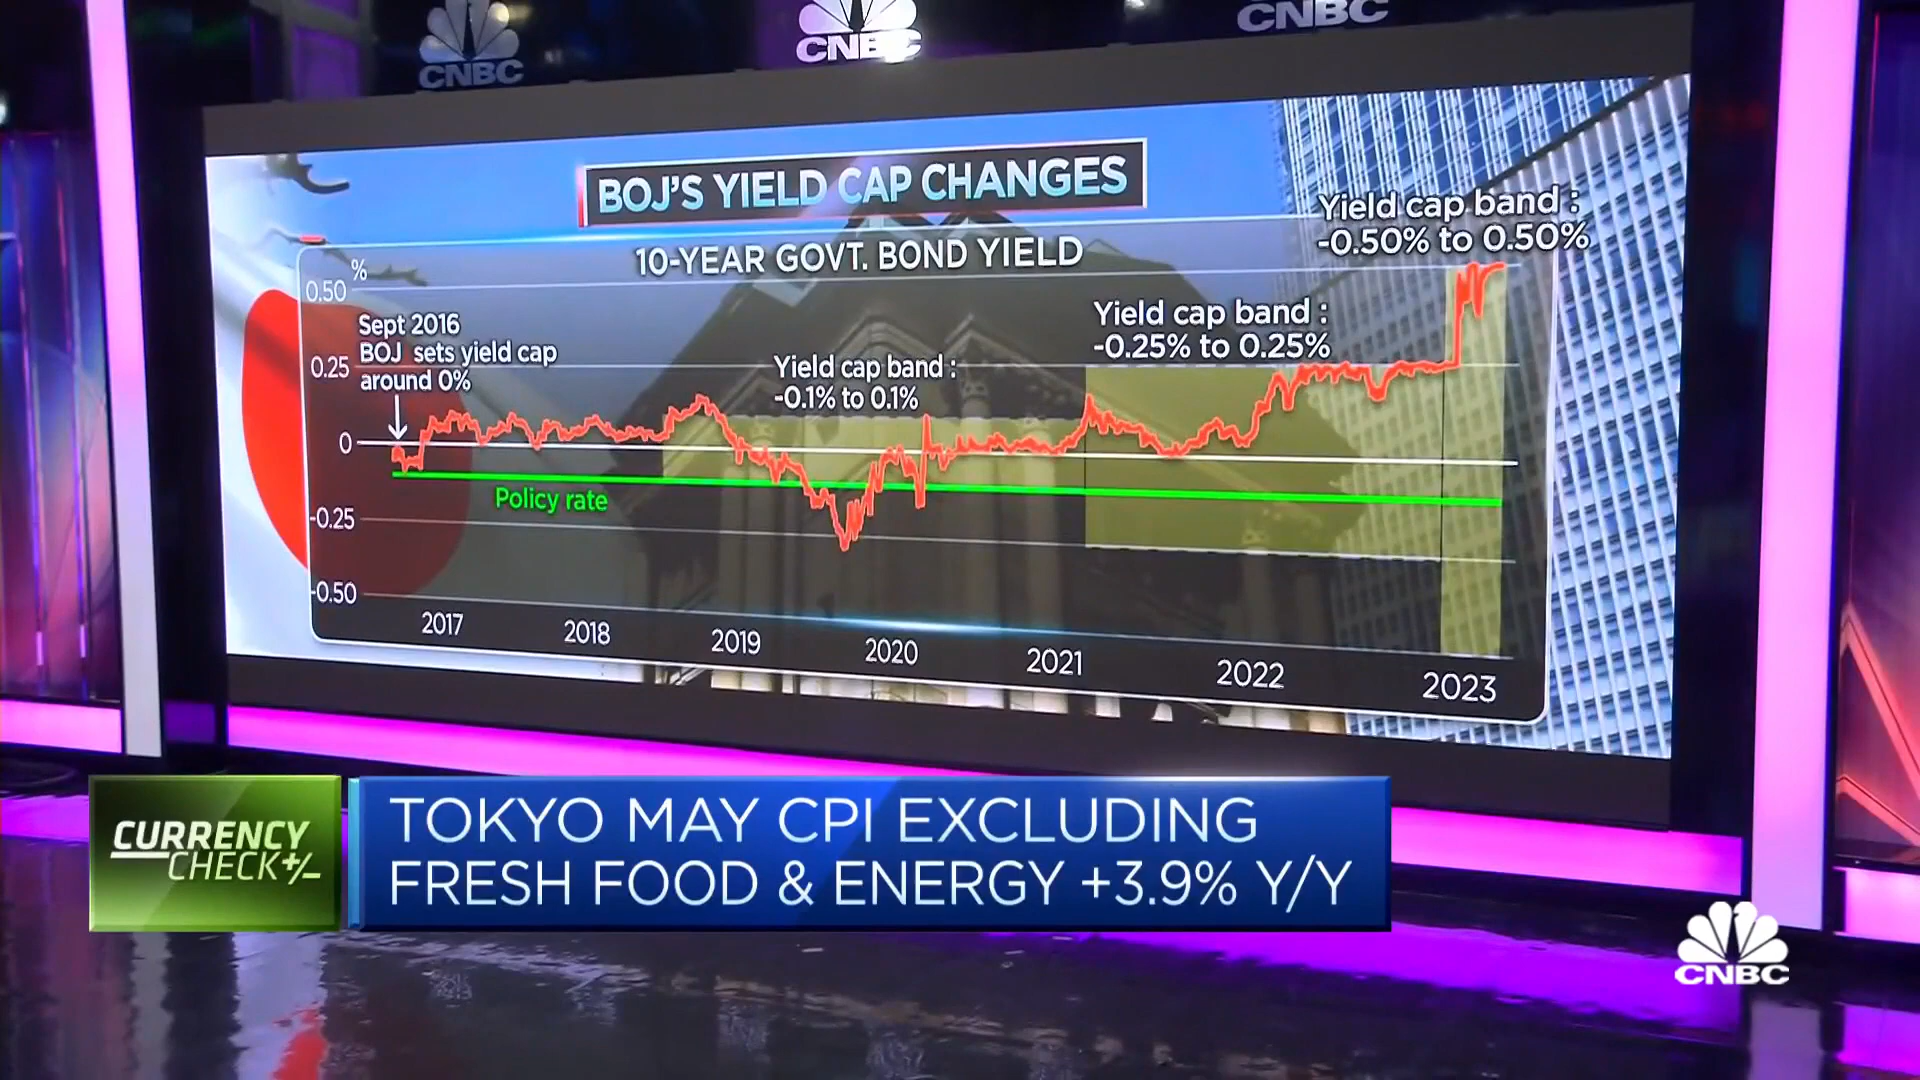 CNBC
CNBC
CNBC
BOJ'S YIELD CAP CHANGES
10-YEAR GOVT. BOND YIELD
%
0.50
0.25
0
-0.25
-0.50
Sept 2016
BOJ sets yield cap
around 0%
Yield cap band :
-0.1% to 0.1%
Yield cap band :
-0.25% to 0.25%
Yield cap band :
-0.50% to 0.50%
Policy rate
2017
2018
2019
2020
2021
2022
2023
CURRENCY
CHECK+/-
TOKYO MAY CPI EXCLUDING
FRESH FOOD & ENERGY +3.9% Y/Y
CNBC